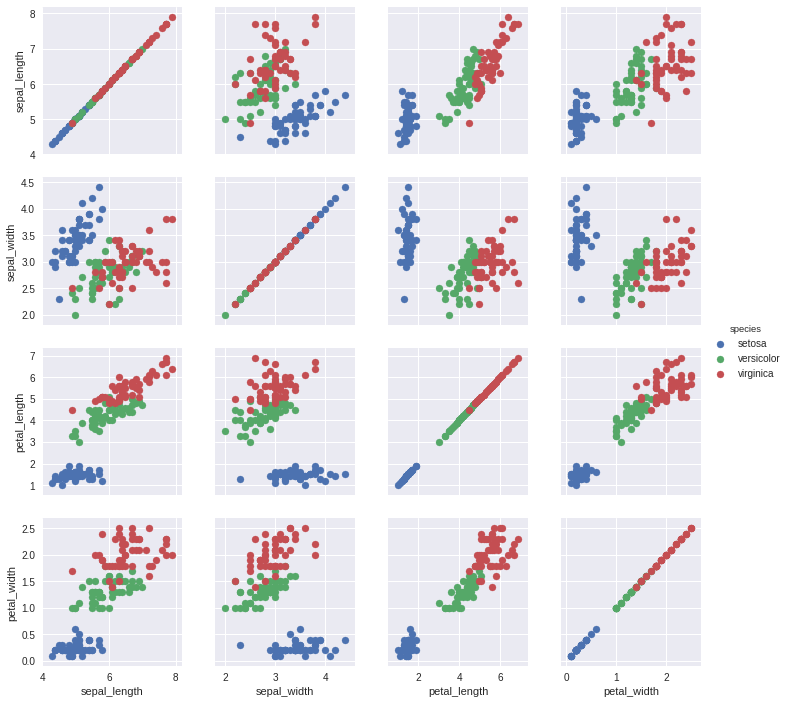 sepal_length
8
7
6
5
4
sepal_width
4.5
4.0
3.5
3.0
2.5
2.0
species
setosa
versicolor
virginica
petal_length
7
6
5
4
3
2
1
petal_width
2.5
2.0
1.5
1.0
0.5
0.0
4 6 8 2 3 4 2 4 6 0 1 2
sepal_length sepal_width petal_length petal_width